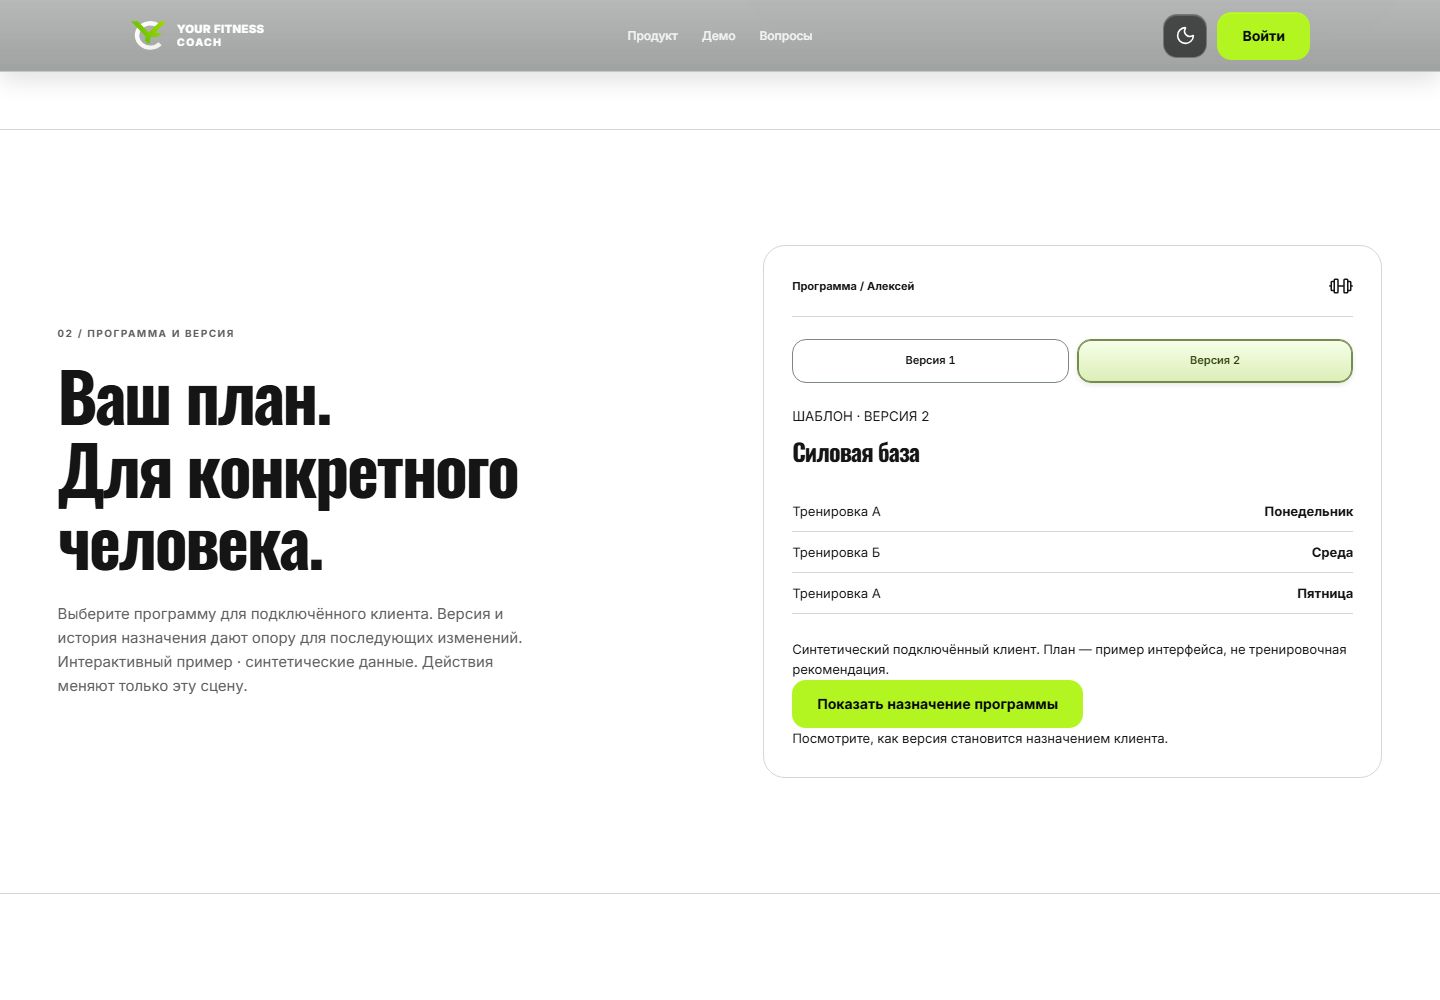 YOUR FITNESS
COACH
Продукт
Демо
Вопросы
Войти
02 / ПРОГРАММА И ВЕРСИЯ
Ваш план.
Для конкретного
человека.
Выберите программу для подключённого клиента. Версия и
история назначения дают опору для последующих изменений.
Интерактивный пример · синтетические данные. Действия
меняют только эту сцену.
Программа / Алексей
Версия 1
Версия 2
ШАБЛОН · ВЕРСИЯ 2
Силовая база
Тренировка А
Понедельник
Тренировка Б
Среда
Тренировка А
Пятница
Синтетический подключённый клиент. План — пример интерфейса, не тренировочная
рекомендация.
Показать назначение программы
Посмотрите, как версия становится назначением клиента.